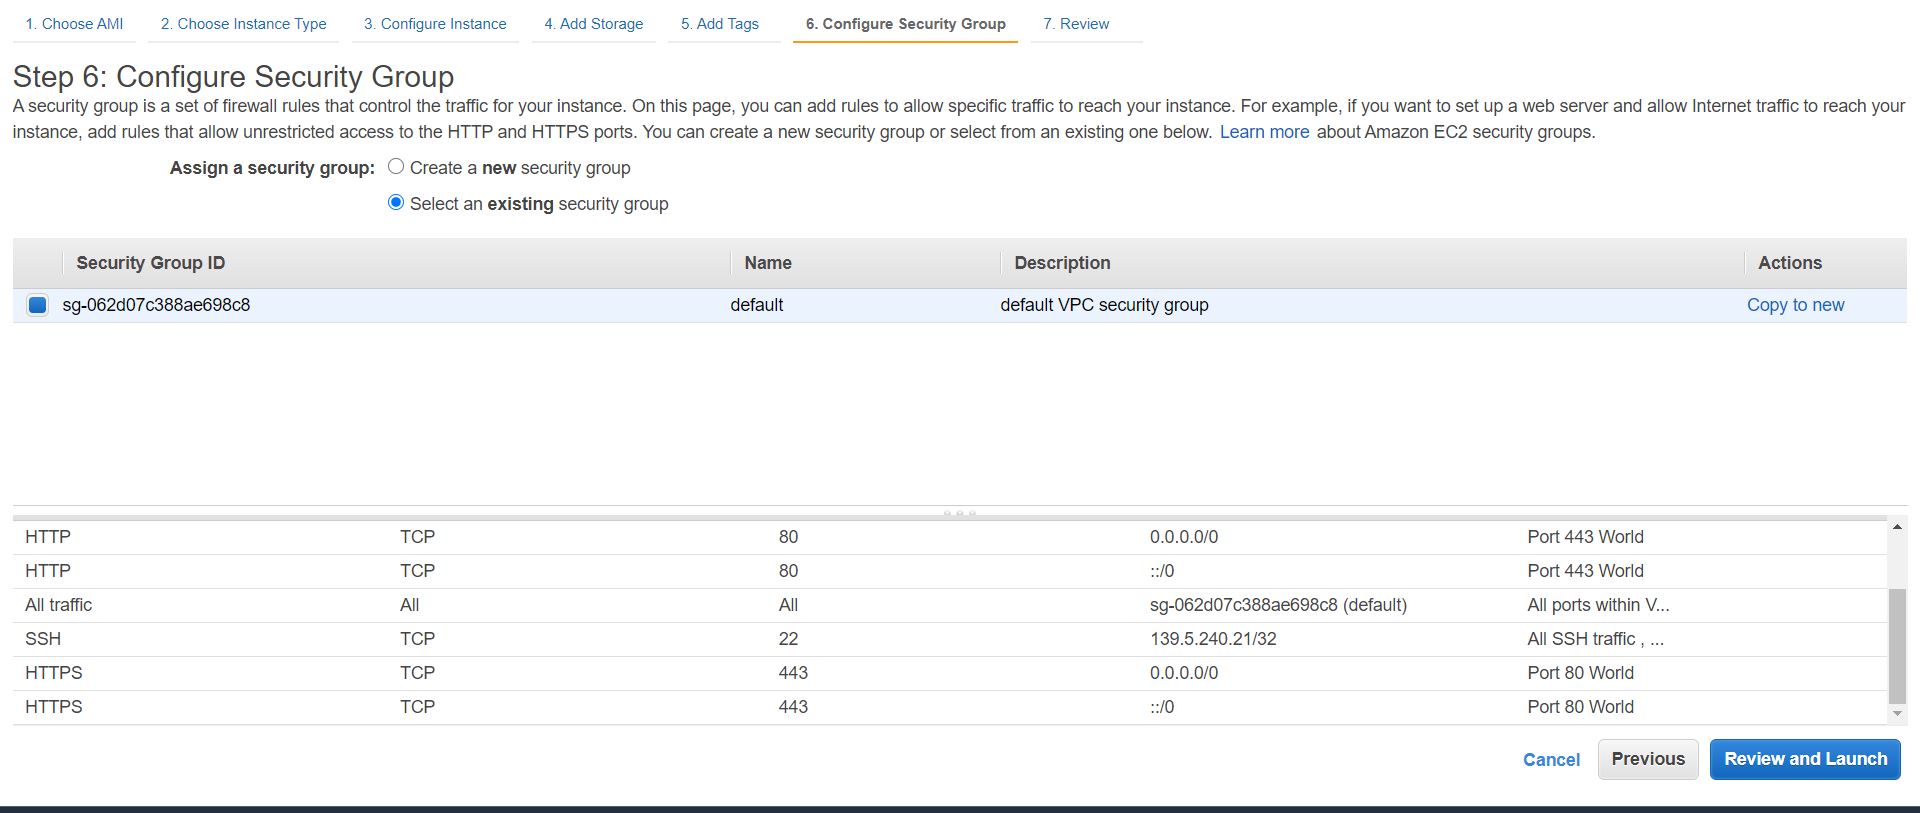 1. Choose AMI 2. Choose Instance Type 3. Configure Instance 4. Add Storage 5. Add Tags 6. Configure Security Group 7. Review
Step 6: Configure Security Group
A security group is a set of firewall rules that control the traffic for your instance. On this page, you can add rules to allow specific traffic to reach your instance. For example, if you want to set up a web server and allow Internet traffic to reach your
instance, add rules that allow unrestricted access to the HTTP and HTTPS ports. You can create a new security group or select from an existing one below. Learn more about Amazon EC2 security groups.
Assign a security group: Create a new security group
Select an existing security group
Security Group ID Name Description Actions
sg-062d07c388ae698c8 default default VPC security group Copy to new
HTTP TCP 80 0.0.0.0/0 Port 443 World
HTTP TCP 80 ::/0 Port 443 World
All traffic All All sg-062d07c388ae698c8 (default) All ports within V...
SSH TCP 22 139.5.240.21/32 All SSH traffic , ...
HTTPS TCP 443 0.0.0.0/0 Port 80 World
HTTPS TCP 443 ::/0 Port 80 World
Cancel Previous Review and Launch